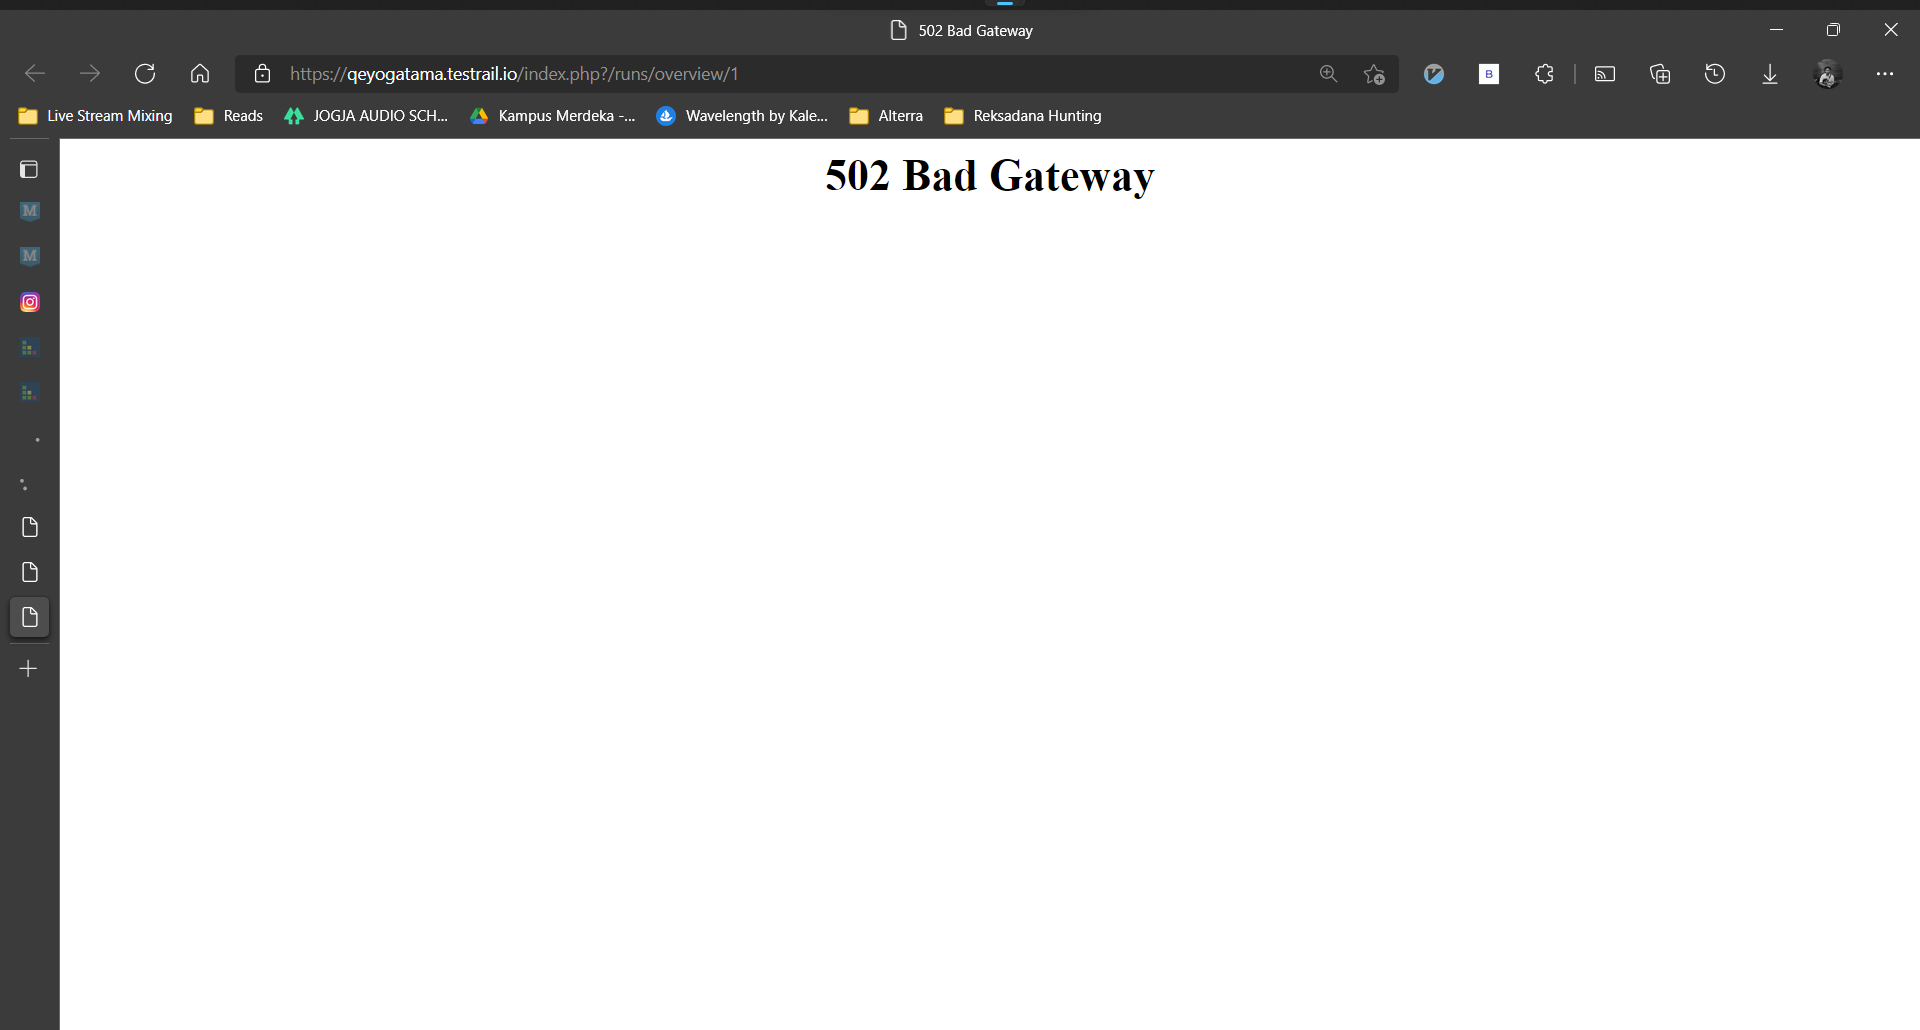 502 Bad Gateway
https://qeyogatama.testrail.io/index.php?/runs/overview/1
B
Live Stream Mixing
Reads
JOGJA AUDIO SCH...
Kampus Merdeka -...
Wavelength by Kale...
Alterra
Reksadana Hunting
502 Bad Gateway
M
M